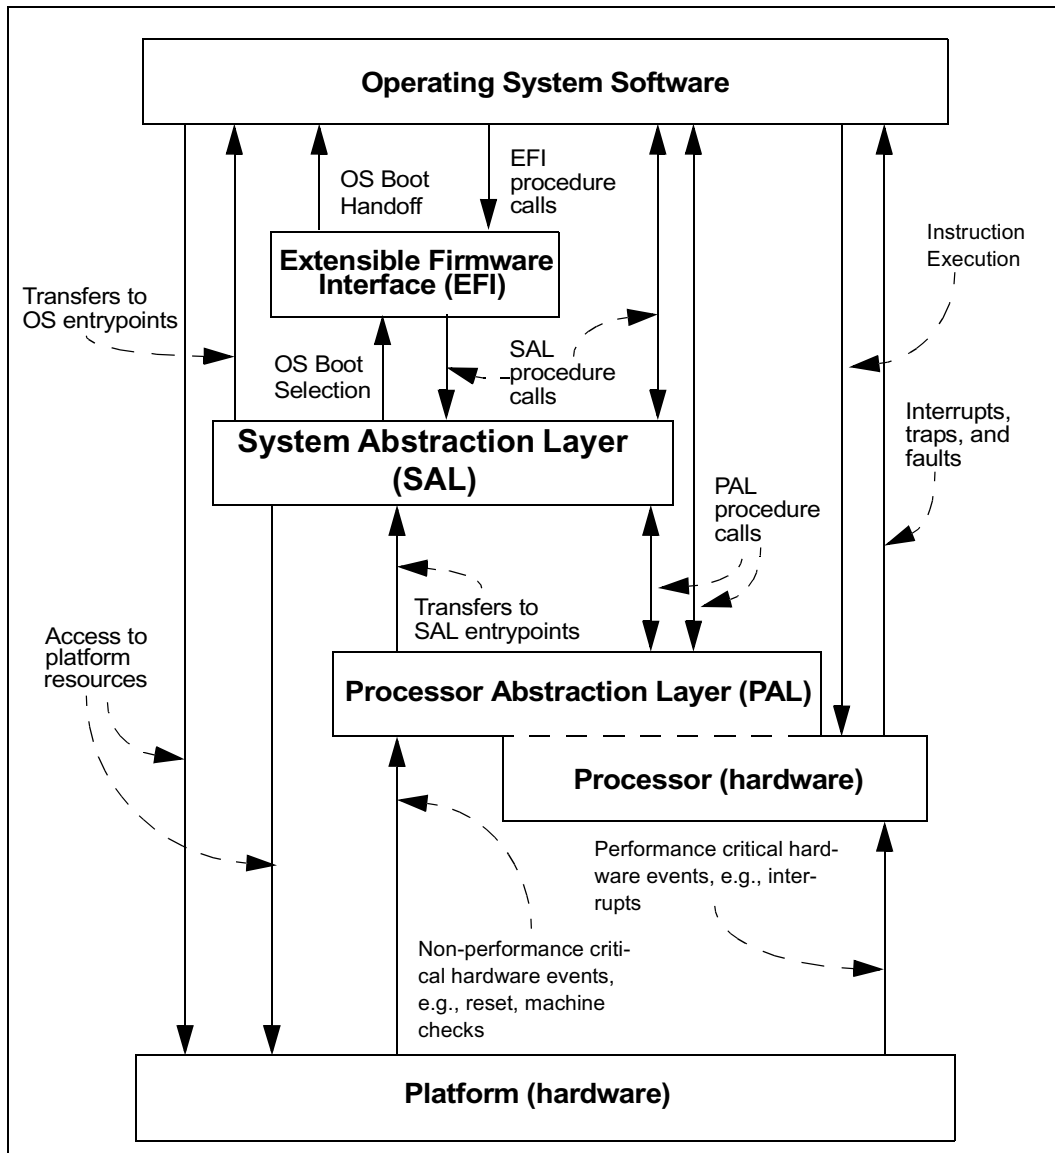 Operating System Software
OS Boot
Handoff
EFI
procedure
calls
Instruction
Execution
Extensible Firmware
Interface (EFI)
Transfers to
OS entrypoints
OS Boot
Selection
SAL
procedure
calls
Interrupts,
traps, and
faults
System Abstraction Layer
(SAL)
PAL
procedure
calls
Transfers to
SAL entrypoints
Access to
platform
resources
Processor Abstraction Layer (PAL)
Processor (hardware)
Performance critical hard-
ware events, e.g., inter-
rupts
Non-performance criti-
cal hardware events,
e.g., reset, machine
checks
Platform (hardware)